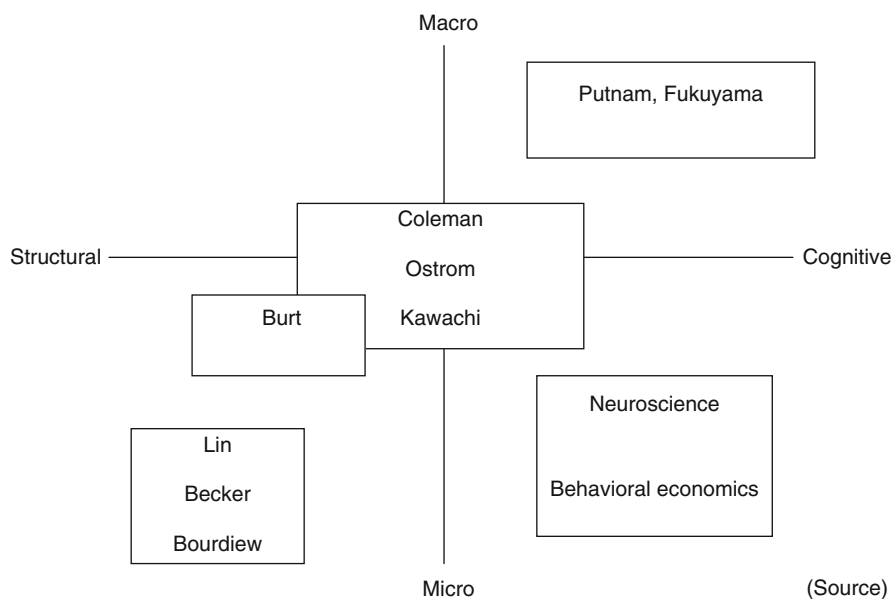 Macro
Putnam, Fukuyama
Coleman
Structural
Cognitive
Ostrom
Burt
Kawachi
Neuroscience
Lin
Becker
Behavioral economics
Bourdiew
Micro
(Source)